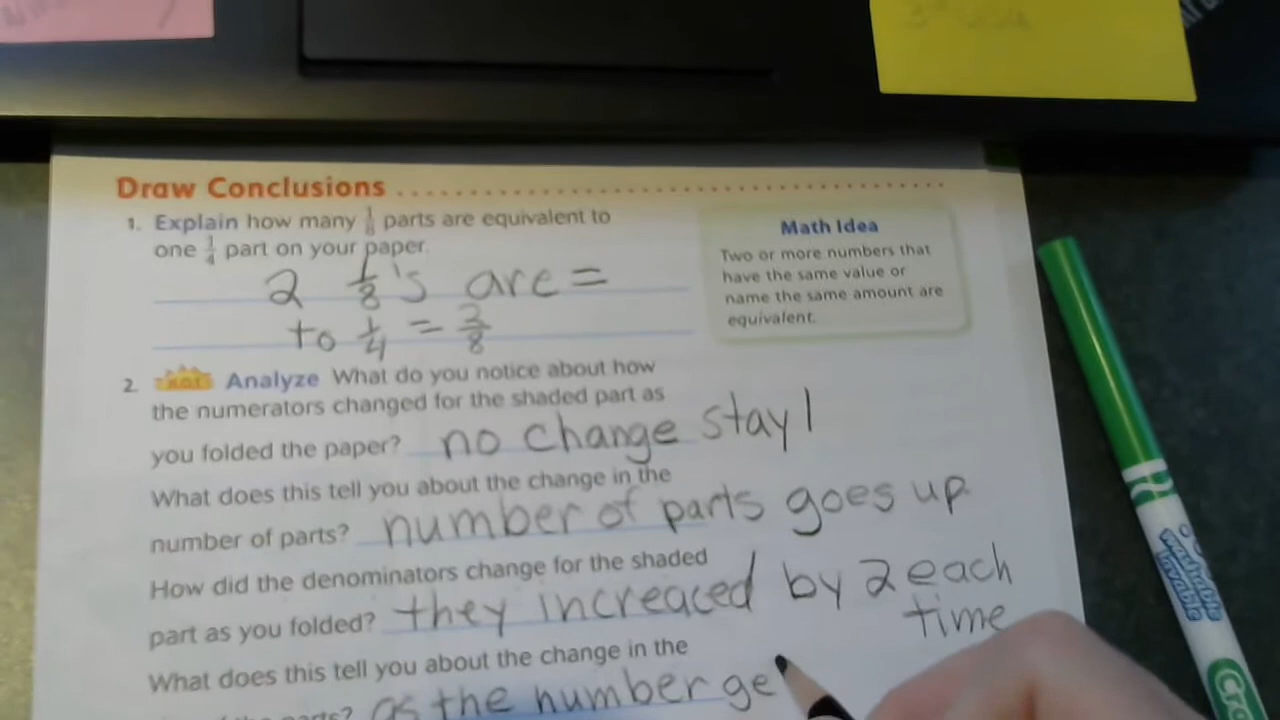 Draw Conclusions
1. Explain how many 1/8 parts are equivalent to
one 1/4 part on your paper.
2 1/8's are =
to 1/4 = 2/8
Math Idea
Two or more numbers that
have the same value or
name the same amount are
equivalent.
2. Analyze What do you notice about how
the numerators changed for the shaded part as
you folded the paper? no change stay 1
What does this tell you about the change in the
number of parts? number of parts goes up
How did the denominators change for the shaded
part as you folded? they increaced by 2 each
time
What does this tell you about the change in the
parts? as the number ge
washable
Cra